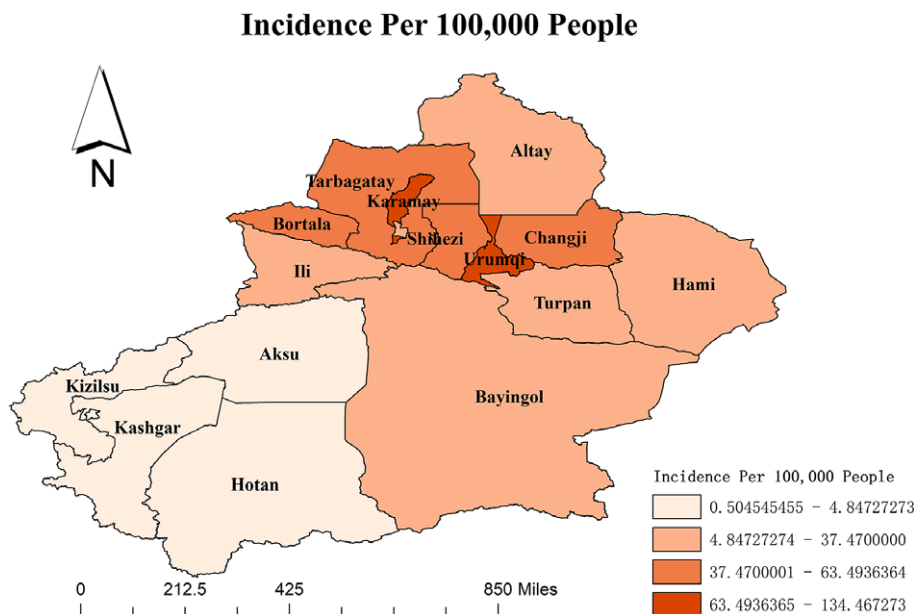 Incidence Per 100,000 People
N
Altay
Tarbagatay
Karamay
Bortala
Shihezi
Changji
Urumqi
Ili
Hami
Turpan
Aksu
Kizilsu
Bayingol
Kashgar
Hotan
Incidence Per 100,000 People
0.504545455 - 4.84727273
4.84727274 - 37.4700000
37.4700001 - 63.4936364
63.4936365 - 134.467273
0 212.5 425 850 Miles